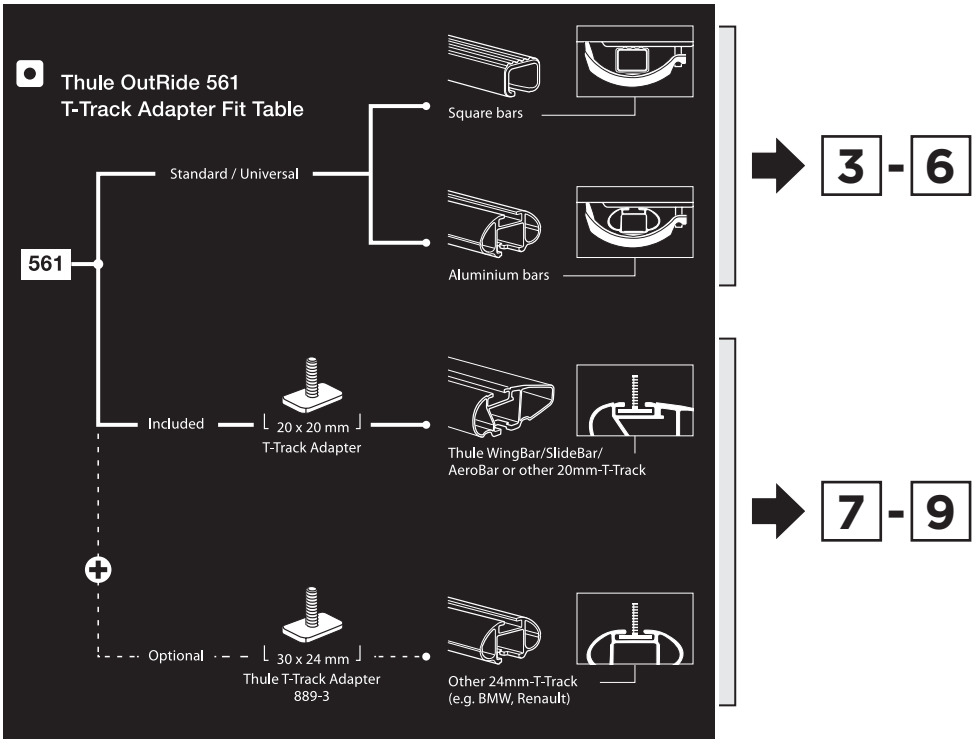 Thule OutRide 561
T-Track Adapter Fit Table
Square bars
Standard / Universal
3 - 6
Aluminium bars
561
Included
20 x 20 mm
T-Track Adapter
Thule WingBar/SlideBar/
AeroBar or other 20mm-T-Track
7 - 9
Optional
30 x 24 mm
Thule T-Track Adapter
889-3
Other 24mm-T-Track
(e.g. BMW, Renault)